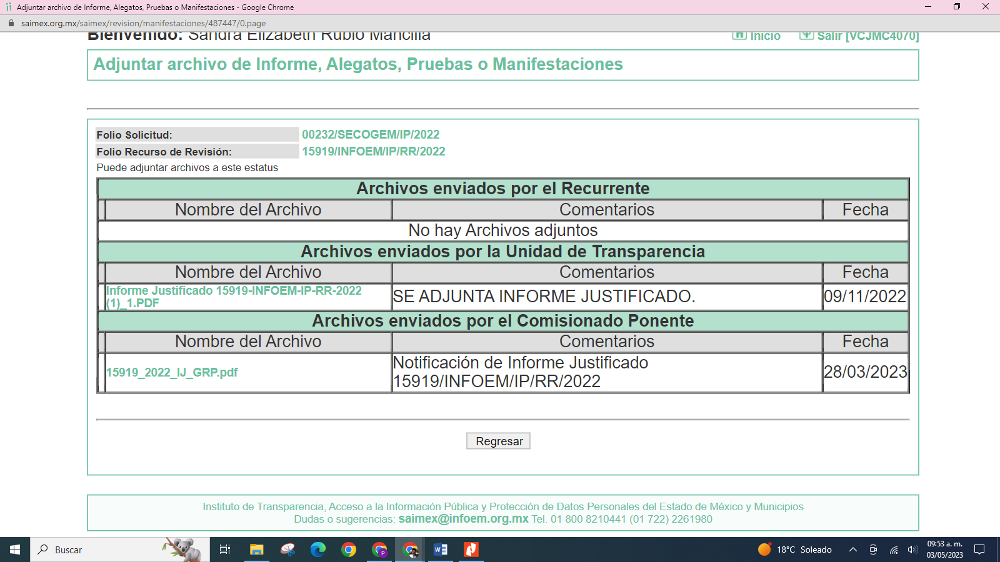 Adjuntar archivo de Informe, Alegatos, Pruebas o Manifestaciones - Google Chrome
saimex.org.mx/saimex/revision/manifestaciones/487447/0.page
Bienvenido: Sandra Elizabeth Rubio Mancilla
Inicio Salir [VCJMC4070]
Adjuntar archivo de Informe, Alegatos, Pruebas o Manifestaciones
Folio Solicitud: 00232/SECOGEM/IP/2022
Folio Recurso de Revisión: 15919/INFOEM/IP/RR/2022
Puede adjuntar archivos a este estatus
Archivos enviados por el Recurrente
Nombre del Archivo Comentarios Fecha
No hay Archivos adjuntos
Archivos enviados por la Unidad de Transparencia
Nombre del Archivo Comentarios Fecha
Informe Justificado 15919-INFOEM-IP-RR-2022
(1)_1.PDF
SE ADJUNTA INFORME JUSTIFICADO. 09/11/2022
Archivos enviados por el Comisionado Ponente
Nombre del Archivo Comentarios Fecha
15919_2022_IJ_GRP.pdf
Notificación de Informe Justificado
15919/INFOEM/IP/RR/2022
28/03/2023
Regresar
Instituto de Transparencia, Acceso a la Información Pública y Protección de Datos Personales del Estado de México y Municipios
Dudas o sugerencias: saimex@infoem.org.mx Tel. 01 800 8210441 (01 722) 2261980
Buscar
18°C Soleado
09:53 a. m.
03/05/2023